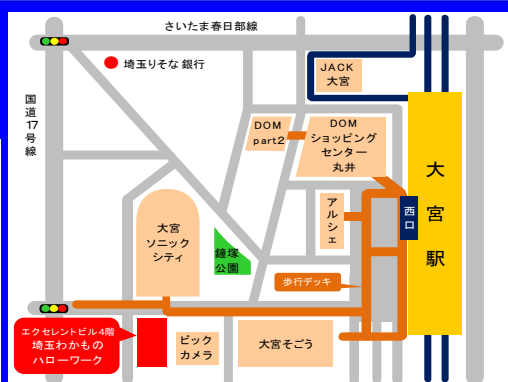 さいたま春日部線
埼玉りそな銀行
JACK
大宮
国道17号線
DOM
part2
DOM
ショッピング
センター
丸井
大宮駅
西口
アルシェ
大宮
ソニック
シティ
鐘塚
公園
歩行デッキ
エクセレントビル4階
埼玉わかもの
ハローワーク
ビック
カメラ
大宮そごう